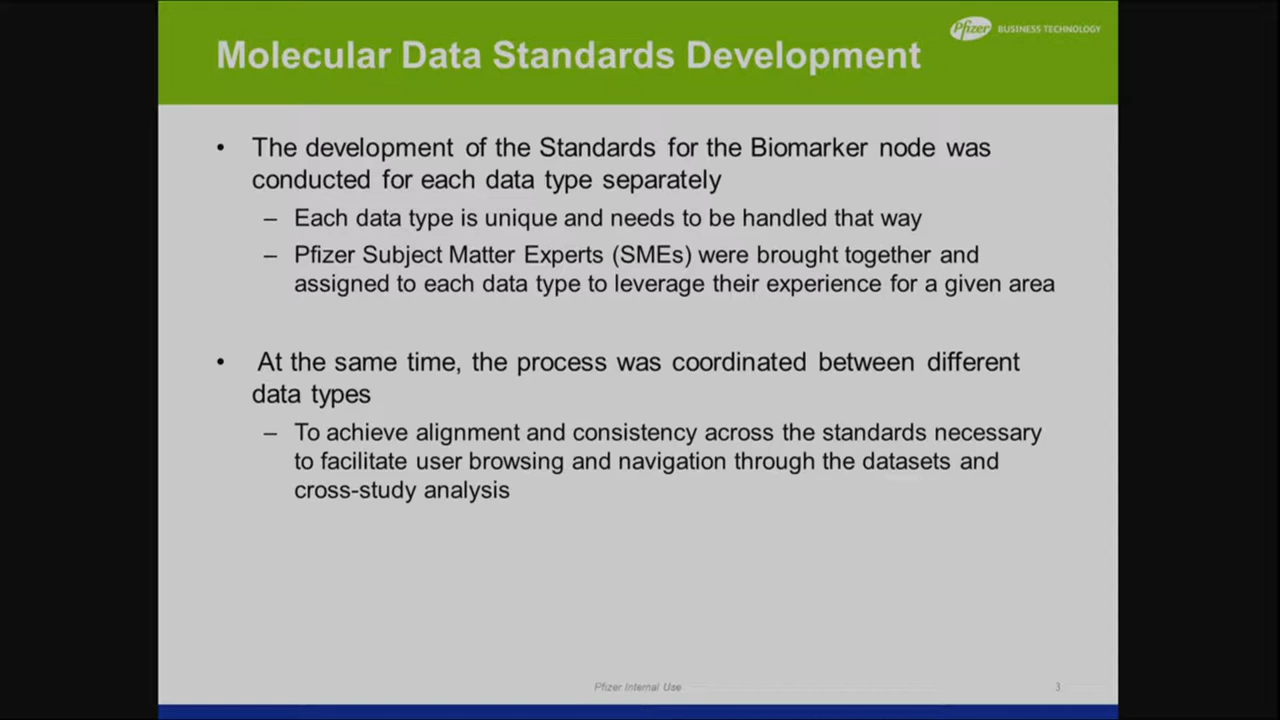 Pfizer BUSINESS TECHNOLOGY
Molecular Data Standards Development
• The development of the Standards for the Biomarker node was
conducted for each data type separately
– Each data type is unique and needs to be handled that way
– Pfizer Subject Matter Experts (SMEs) were brought together and
assigned to each data type to leverage their experience for a given area
• At the same time, the process was coordinated between different
data types
– To achieve alignment and consistency across the standards necessary
to facilitate user browsing and navigation through the datasets and
cross-study analysis
Pfizer Internal Use
3